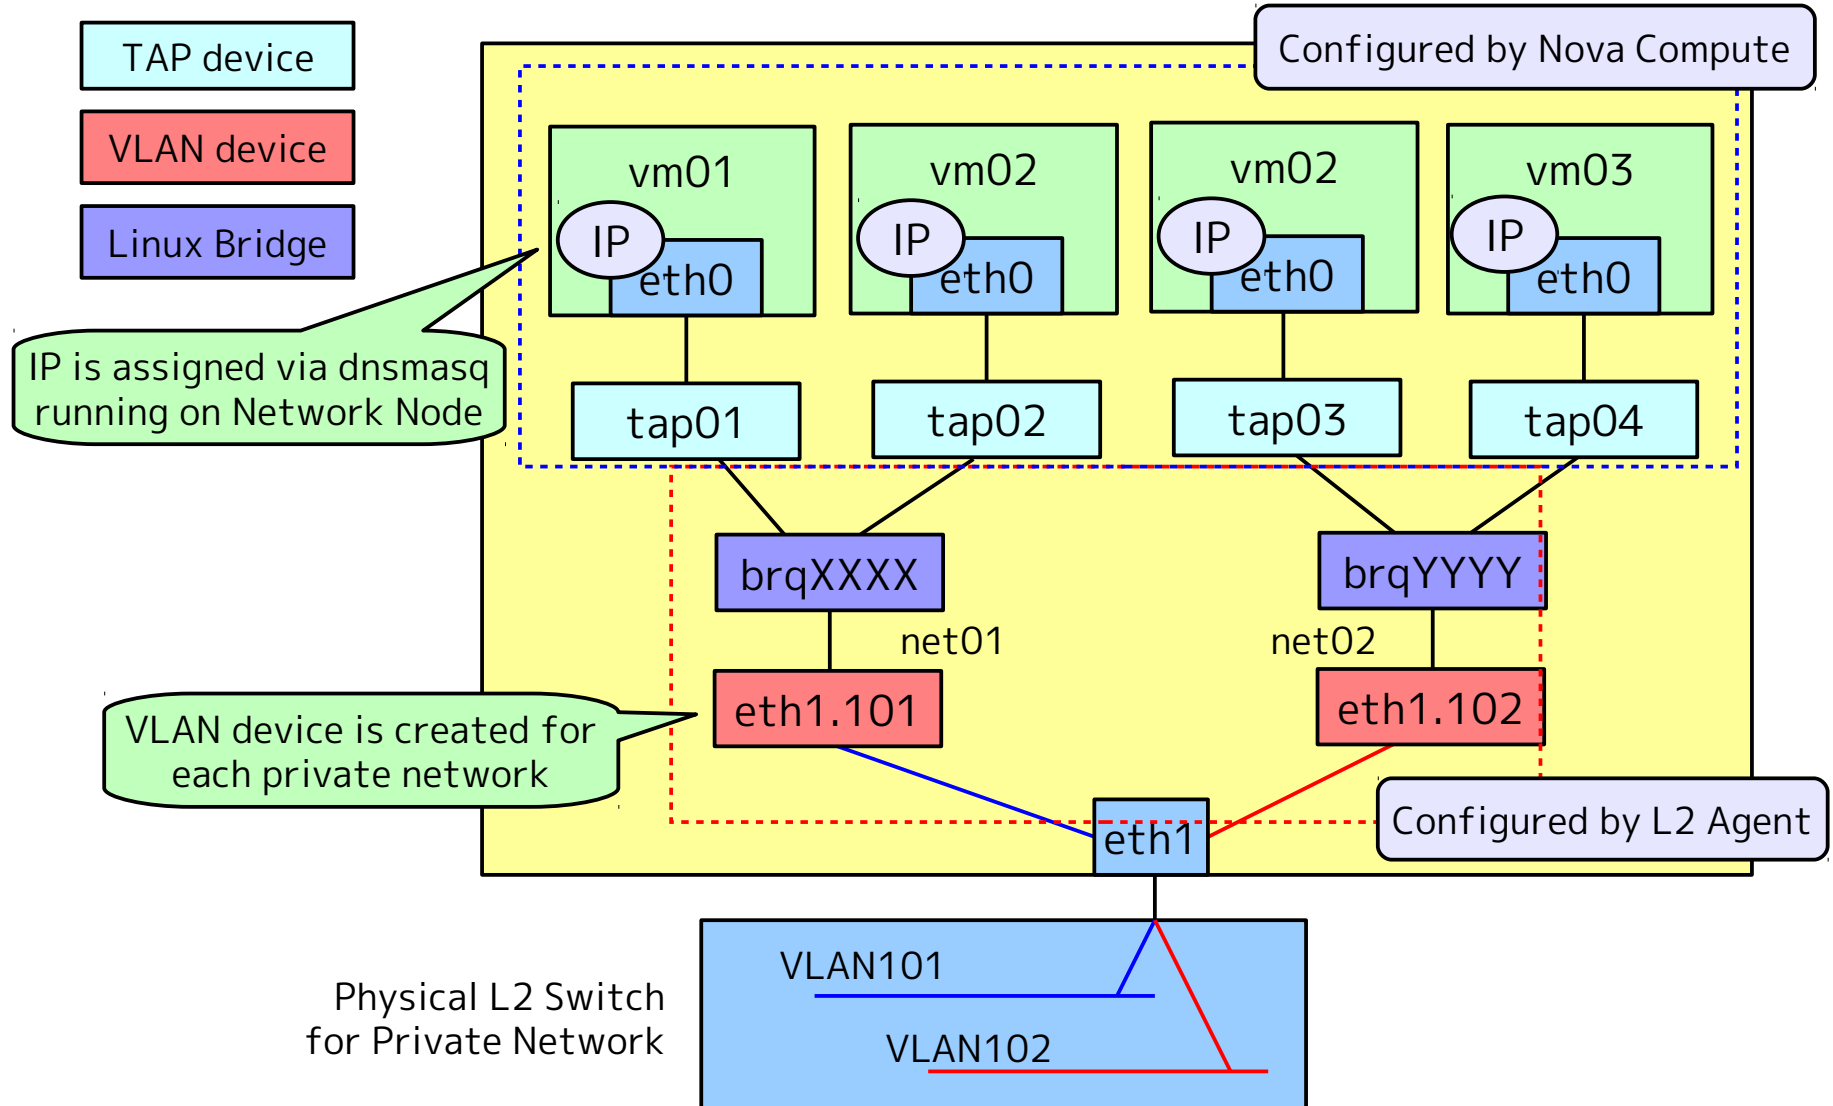 TAP device
VLAN device
Linux Bridge
Configured by Nova Compute
vm01
vm02
vm02
vm03
IP
IP
IP
IP
eth0
eth0
eth0
eth0
IP is assigned via dnsmasq
running on Network Node
tap01
tap02
tap03
tap04
brqXXXX
brqYYYY
net01
net02
eth1.101
eth1.102
VLAN device is created for
each private network
eth1
Configured by L2 Agent
Physical L2 Switch
for Private Network
VLAN101
VLAN102